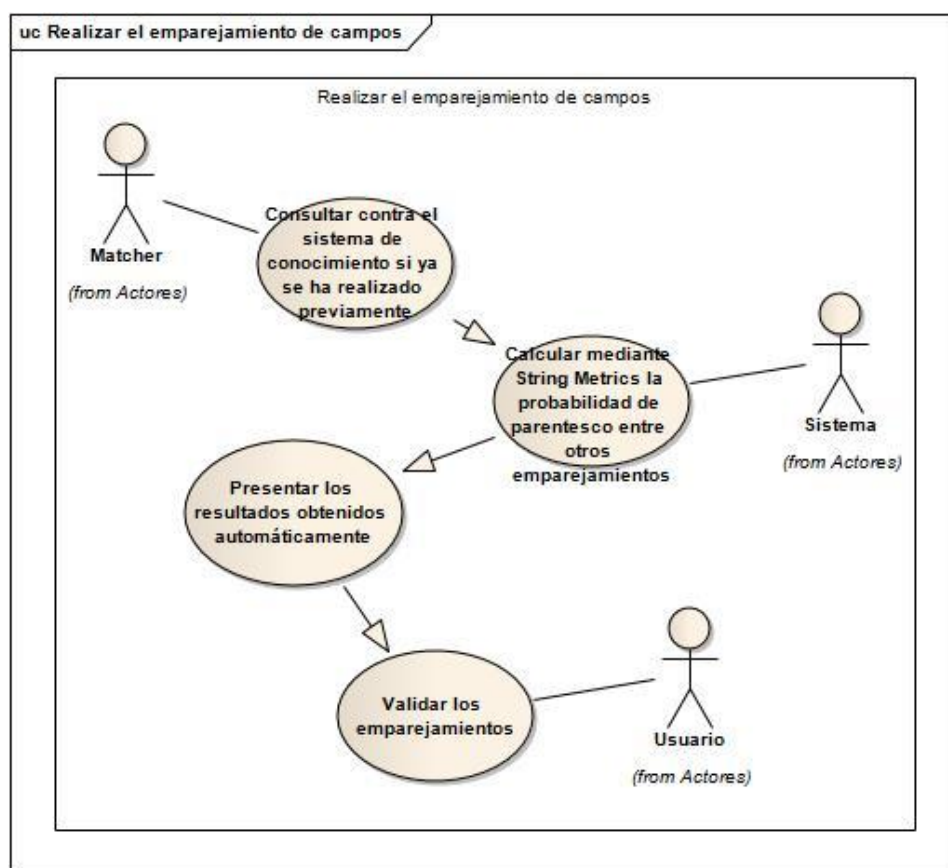 uc Realizar el emparejamiento de campos
Realizar el emparejamiento de campos
Matcher
(from Actores)
Consultar contra el
sistema de
conocimiento si ya
se ha realizado
previamente
Calcular mediante
String Metrics la
probabilidad de
parentesco entre
otros
emparejamientos
Sistema
(from Actores)
Presentar los
resultados obtenidos
automáticamente
Validar los
emparejamientos
Usuario
(from Actores)